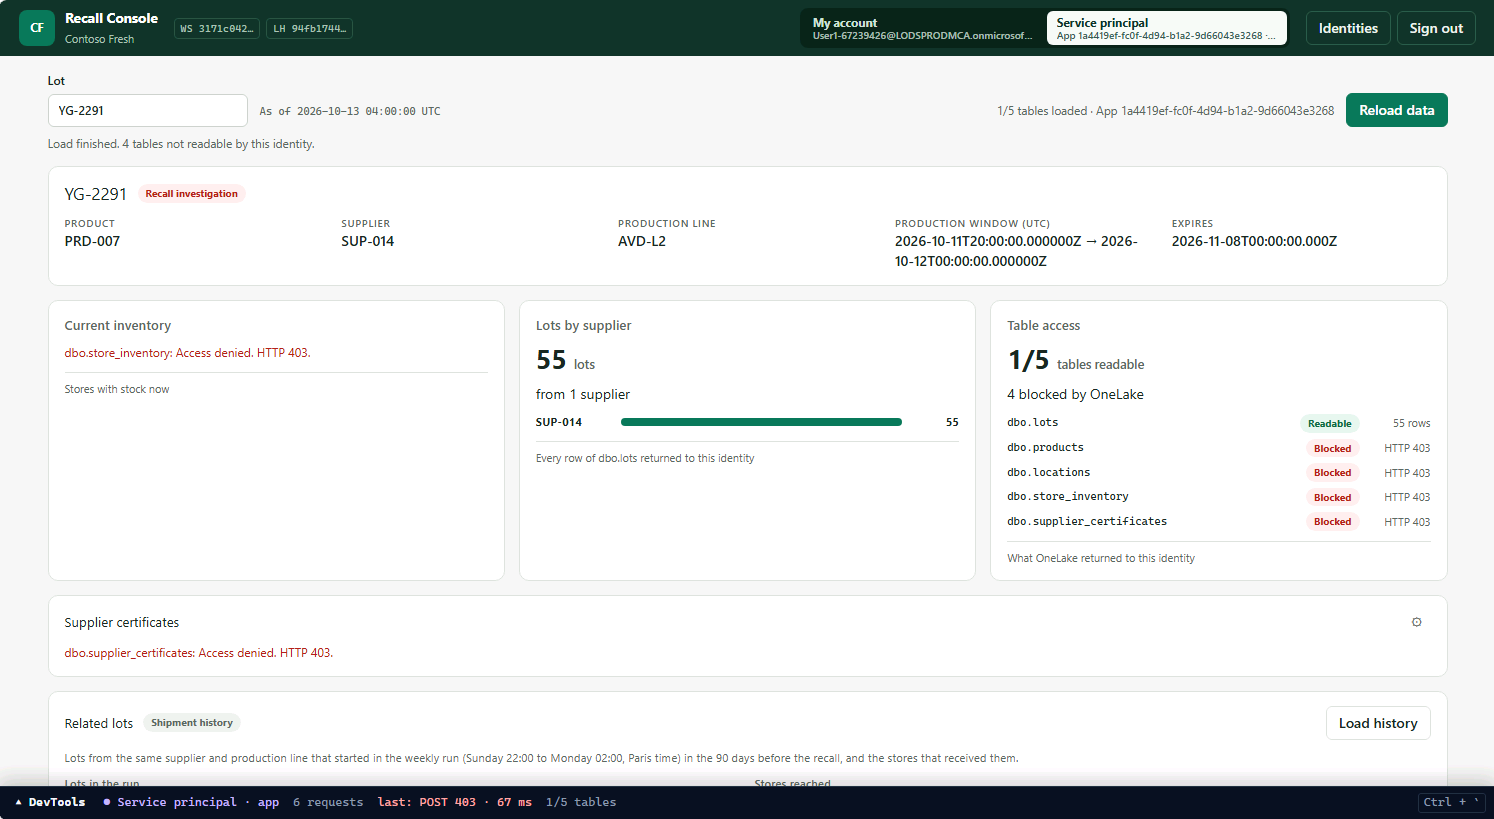 CF
Recall Console
Contoso Fresh
WS 3171c042…
LH 94fb1744…
My account
User1-67239426@LODSPRODMCA.onmicrosof...
Service principal
App 1a4419ef-fc0f-4d94-b1a2-9d66043e3268 ·...
Identities
Sign out
Lot
YG-2291
As of 2026-10-13 04:00:00 UTC
1/5 tables loaded · App 1a4419ef-fc0f-4d94-b1a2-9d66043e3268
Reload data
Load finished. 4 tables not readable by this identity.
YG-2291
Recall investigation
PRODUCT
PRD-007
SUPPLIER
SUP-014
PRODUCTION LINE
AVD-L2
PRODUCTION WINDOW (UTC)
2026-10-11T20:00:00.000000Z → 2026-
10-12T00:00:00.000000Z
EXPIRES
2026-11-08T00:00:00.000Z
Current inventory
dbo.store_inventory: Access denied. HTTP 403.
Stores with stock now
Lots by supplier
55 lots
from 1 supplier
SUP-014 55
Every row of dbo.lots returned to this identity
Table access
1/5 tables readable
4 blocked by OneLake
dbo.lots Readable 55 rows
dbo.products Blocked HTTP 403
dbo.locations Blocked HTTP 403
dbo.store_inventory Blocked HTTP 403
dbo.supplier_certificates Blocked HTTP 403
What OneLake returned to this identity
Supplier certificates
dbo.supplier_certificates: Access denied. HTTP 403.
Related lots
Shipment history
Load history
Lots from the same supplier and production line that started in the weekly run (Sunday 22:00 to Monday 02:00, Paris time) in the 90 days before the recall, and the stores that received them.
Lots in the run
Stores reached
▲ DevTools ● Service principal · app 6 requests last: POST 403 · 67 ms 1/5 tables
Ctrl + `